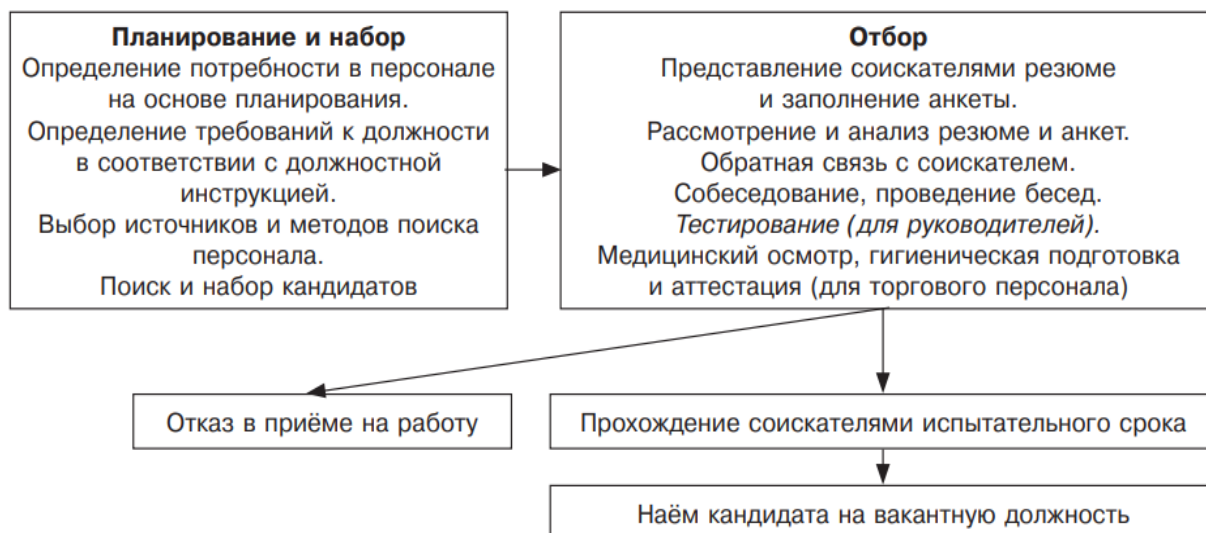 Планирование и набор
Определение потребности в персонале
на основе планирования.
Определение требований к должности
в соответствии с должностной
инструкцией.
Выбор источников и методов поиска
персонала.
Поиск и набор кандидатов
Отбор
Представление соискателями резюме
и заполнение анкеты.
Рассмотрение и анализ резюме и анкет.
Обратная связь с соискателем.
Собеседование, проведение бесед.
Тестирование (для руководителей).
Медицинский осмотр, гигиеническая подготовка
и аттестация (для торгового персонала)
Отказ в приёме на работу
Прохождение соискателями испытательного срока
Наём кандидата на вакантную должность